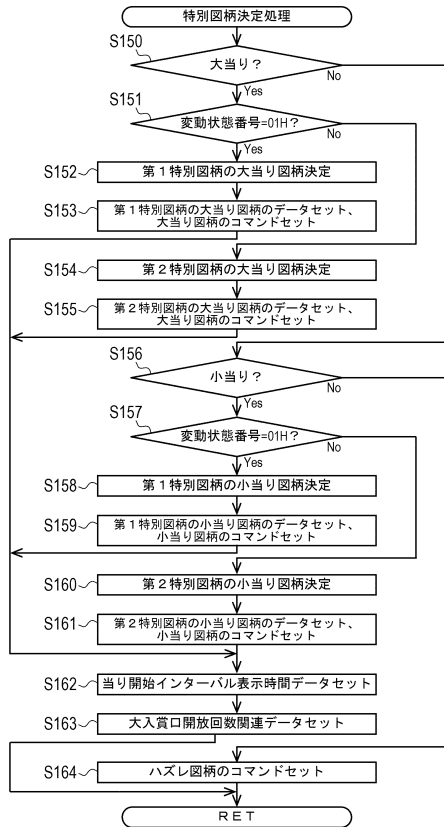 特別図柄決定処理
S150
大当り？
No
Yes
S151
変動状態番号=01H？
No
Yes
S152
第１特別図柄の大当り図柄決定
S153
第１特別図柄の大当り図柄のデータセット、
大当り図柄のコマンドセット
S154
第２特別図柄の大当り図柄決定
S155
第２特別図柄の大当り図柄のデータセット、
大当り図柄のコマンドセット
S156
小当り？
No
Yes
S157
変動状態番号=01H？
No
Yes
S158
第１特別図柄の小当り図柄決定
S159
第１特別図柄の小当り図柄のデータセット、
小当り図柄のコマンドセット
S160
第２特別図柄の小当り図柄決定
S161
第２特別図柄の小当り図柄のデータセット、
小当り図柄のコマンドセット
S162
当り開始インターバル表示時間データセット
S163
大入賞口開放回数関連データセット
S164
ハズレ図柄のコマンドセット
ＲＥＴ